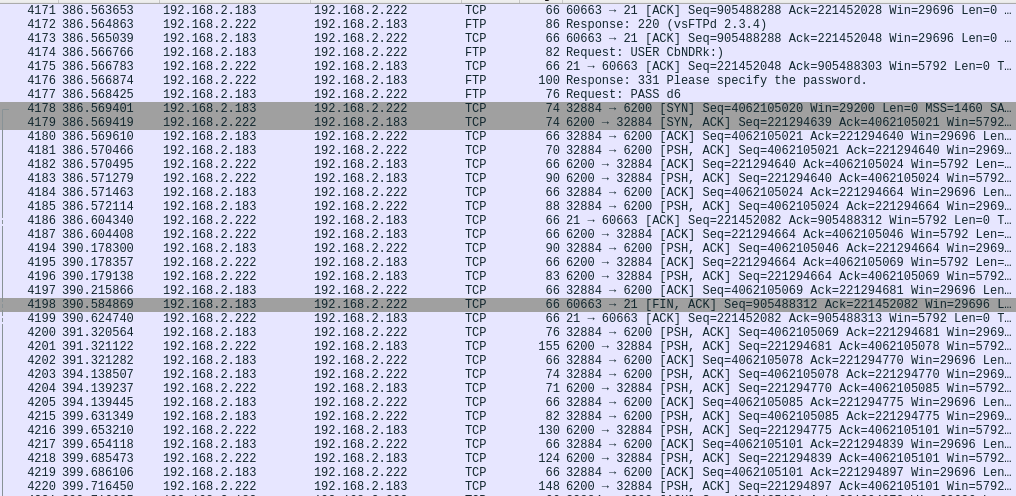 4171 386.563653 192.168.2.183 192.168.2.222 TCP 66 60663 → 21 [ACK] Seq=905488288 Ack=221452028 Win=29696 Len=0 …
4172 386.564863 192.168.2.222 192.168.2.183 FTP 86 Response: 220 (vsFTPd 2.3.4)
4173 386.565039 192.168.2.183 192.168.2.222 TCP 66 60663 → 21 [ACK] Seq=905488288 Ack=221452048 Win=29696 Len=0 …
4174 386.566766 192.168.2.183 192.168.2.222 FTP 82 Request: USER CbNDRk:)
4175 386.566783 192.168.2.222 192.168.2.183 TCP 66 21 → 60663 [ACK] Seq=221452048 Ack=905488303 Win=5792 Len=0 T…
4176 386.566874 192.168.2.222 192.168.2.183 FTP 100 Response: 331 Please specify the password.
4177 386.568425 192.168.2.183 192.168.2.222 FTP 76 Request: PASS d6
4178 386.569401 192.168.2.183 192.168.2.222 TCP 74 32884 → 6200 [SYN] Seq=4062105020 Win=29200 Len=0 MSS=1460 SA…
4179 386.569419 192.168.2.222 192.168.2.183 TCP 74 6200 → 32884 [SYN, ACK] Seq=221294639 Ack=4062105021 Win=5792…
4180 386.569610 192.168.2.183 192.168.2.222 TCP 66 32884 → 6200 [ACK] Seq=4062105021 Ack=221294640 Win=29696 Len…
4181 386.570466 192.168.2.183 192.168.2.222 TCP 70 32884 → 6200 [PSH, ACK] Seq=4062105021 Ack=221294640 Win=2969…
4182 386.570495 192.168.2.222 192.168.2.183 TCP 66 6200 → 32884 [ACK] Seq=221294640 Ack=4062105024 Win=5792 Len=…
4183 386.571279 192.168.2.222 192.168.2.183 TCP 90 6200 → 32884 [PSH, ACK] Seq=221294640 Ack=4062105024 Win=5792…
4184 386.571463 192.168.2.183 192.168.2.222 TCP 66 32884 → 6200 [ACK] Seq=4062105024 Ack=221294664 Win=29696 Len…
4185 386.572114 192.168.2.183 192.168.2.222 TCP 88 32884 → 6200 [PSH, ACK] Seq=4062105024 Ack=221294664 Win=2969…
4186 386.604340 192.168.2.222 192.168.2.183 TCP 66 21 → 60663 [ACK] Seq=221452082 Ack=905488312 Win=5792 Len=0 T…
4187 386.604408 192.168.2.222 192.168.2.183 TCP 66 6200 → 32884 [ACK] Seq=221294664 Ack=4062105046 Win=5792 Len=…
4194 390.178300 192.168.2.183 192.168.2.222 TCP 90 32884 → 6200 [PSH, ACK] Seq=4062105046 Ack=221294664 Win=2969…
4195 390.178357 192.168.2.222 192.168.2.183 TCP 66 6200 → 32884 [ACK] Seq=221294664 Ack=4062105069 Win=5792 Len=…
4196 390.179138 192.168.2.222 192.168.2.183 TCP 83 6200 → 32884 [PSH, ACK] Seq=221294664 Ack=4062105069 Win=5792…
4197 390.215866 192.168.2.183 192.168.2.222 TCP 66 32884 → 6200 [ACK] Seq=4062105069 Ack=221294681 Win=29696 Len…
4198 390.584869 192.168.2.183 192.168.2.222 TCP 66 60663 → 21 [FIN, ACK] Seq=905488312 Ack=221452082 Win=29696 L…
4199 390.624740 192.168.2.222 192.168.2.183 TCP 66 21 → 60663 [ACK] Seq=221452082 Ack=905488313 Win=5792 Len=0 T…
4200 391.320564 192.168.2.183 192.168.2.222 TCP 76 32884 → 6200 [PSH, ACK] Seq=4062105069 Ack=221294681 Win=2969…
4201 391.321122 192.168.2.222 192.168.2.183 TCP 155 6200 → 32884 [PSH, ACK] Seq=221294681 Ack=4062105078 Win=5792…
4202 391.321282 192.168.2.183 192.168.2.222 TCP 66 32884 → 6200 [ACK] Seq=4062105078 Ack=221294770 Win=29696 Len…
4203 394.138507 192.168.2.183 192.168.2.222 TCP 74 32884 → 6200 [PSH, ACK] Seq=4062105078 Ack=221294770 Win=2969…
4204 394.139237 192.168.2.222 192.168.2.183 TCP 71 6200 → 32884 [PSH, ACK] Seq=221294770 Ack=4062105085 Win=5792…
4205 394.139445 192.168.2.183 192.168.2.222 TCP 66 32884 → 6200 [ACK] Seq=4062105085 Ack=221294775 Win=29696 Len…
4215 399.631349 192.168.2.183 192.168.2.222 TCP 82 32884 → 6200 [PSH, ACK] Seq=4062105085 Ack=221294775 Win=2969…
4216 399.653210 192.168.2.222 192.168.2.183 TCP 130 6200 → 32884 [PSH, ACK] Seq=221294775 Ack=4062105101 Win=5792…
4217 399.654118 192.168.2.183 192.168.2.222 TCP 66 32884 → 6200 [ACK] Seq=4062105101 Ack=221294839 Win=29696 Len…
4218 399.685473 192.168.2.222 192.168.2.183 TCP 124 6200 → 32884 [PSH, ACK] Seq=221294839 Ack=4062105101 Win=5792…
4219 399.686106 192.168.2.183 192.168.2.222 TCP 66 32884 → 6200 [ACK] Seq=4062105101 Ack=221294897 Win=29696 Len…
4220 399.716450 192.168.2.222 192.168.2.183 TCP 148 6200 → 32884 [PSH, ACK] Seq=221294897 Ack=4062105101 Win=5792…